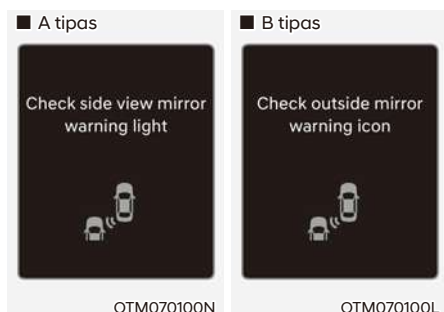 ■ A tipas
Check side view mirror
warning light
OTM070100N
■ B tipas
Check outside mirror
warning icon
OTM070100L